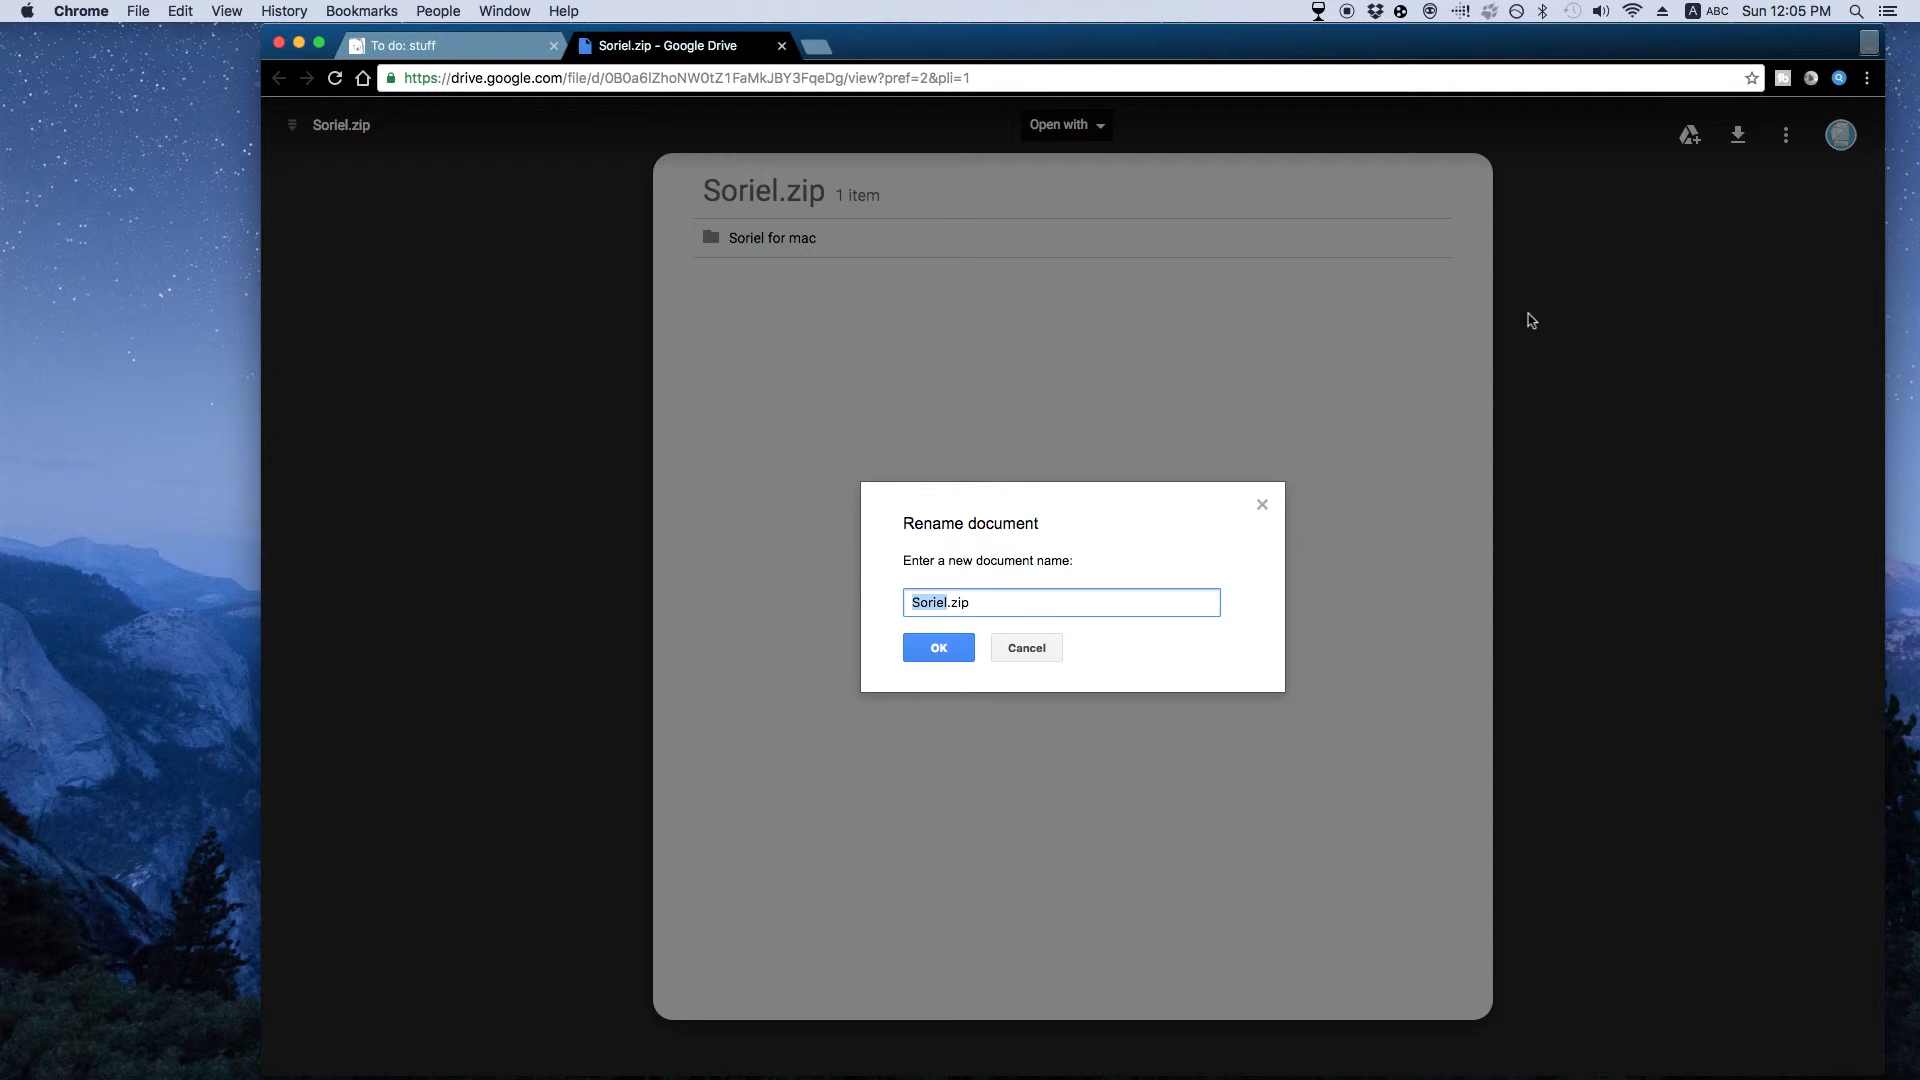 Chrome File Edit View History Bookmarks People Window Help A ABC Sun 12:05 PM
To do: stuff Soriel.zip - Google Drive
https://drive.google.com/file/d/0B0a6lZhoNW0tZ1FaMkJBY3FqeDg/view?pref=2&pli=1
Soriel.zip Open with
Soriel.zip 1 item
Soriel for mac
Rename document
Enter a new document name:
Soriel.zip
OK Cancel